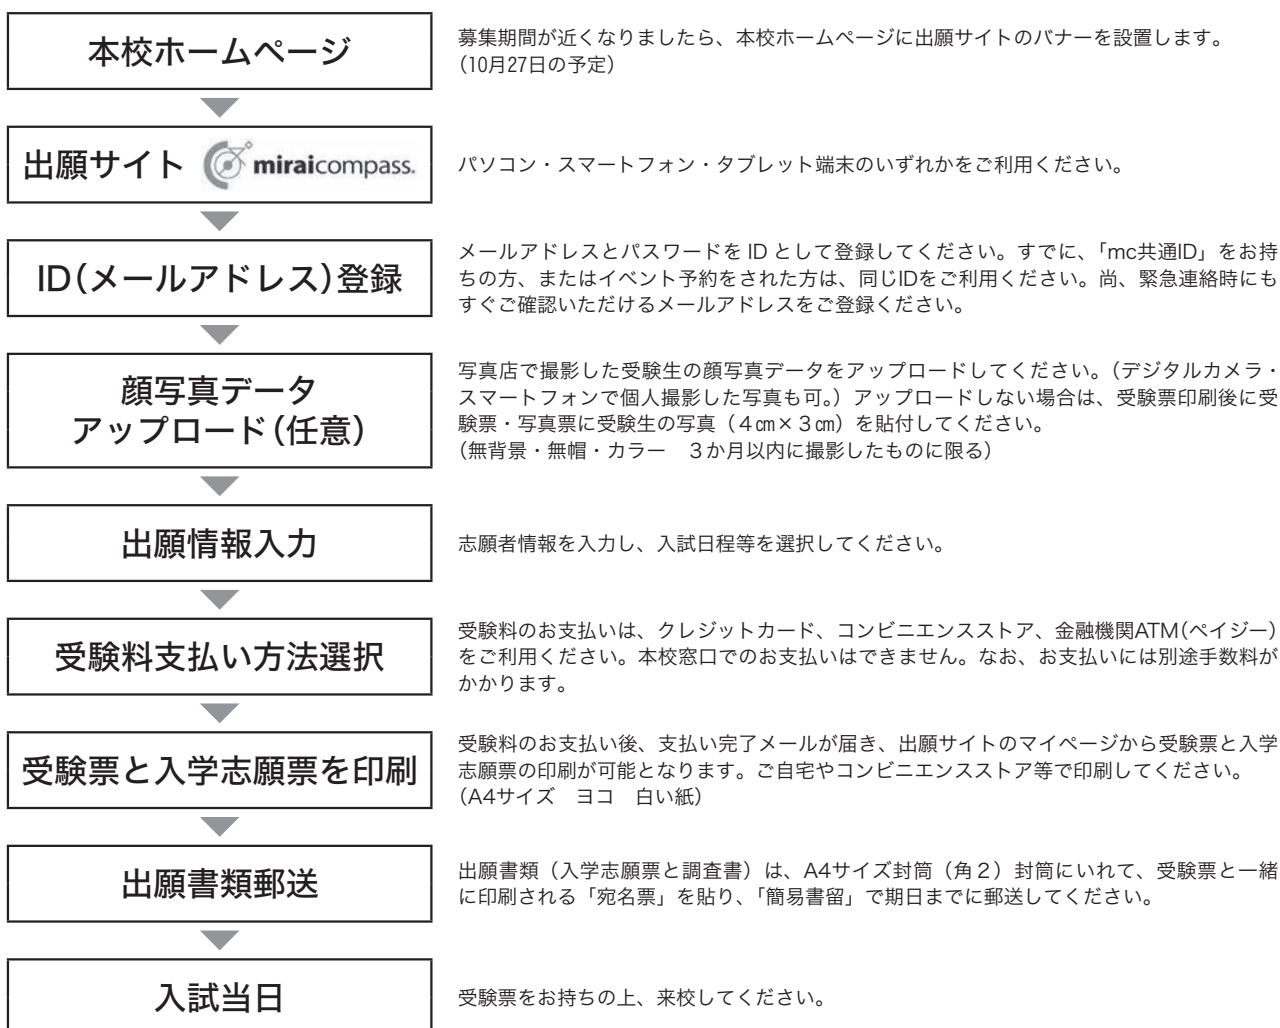 本校ホームページ
募集期間が近くなりましたら、本校ホームページに出願サイトのバナーを設置します。
(10月27日の予定)
出願サイト miraicompass.
パソコン・スマートフォン・タブレット端末のいずれかをご利用ください。
ID(メールアドレス)登録
メールアドレスとパスワードを ID として登録してください。すでに、「mc共通ID」をお持
ちの方、またはイベント予約をされた方は、同じIDをご利用ください。尚、緊急連絡時にも
すぐご確認いただけるメールアドレスをご登録ください。
顔写真データ
アップロード(任意)
写真店で撮影した受験生の顔写真データをアップロードしてください。(デジタルカメラ・
スマートフォンで個人撮影した写真も可。)アップロードしない場合は、受験票印刷後に受
験票・写真票に受験生の写真(4㎝×3㎝)を貼付してください。
(無背景・無帽・カラー 3か月以内に撮影したものに限る)
出願情報入力
志願者情報を入力し、入試日程等を選択してください。
受験料支払い方法選択
受験料のお支払いは、クレジットカード、コンビニエンスストア、金融機関ATM(ペイジー)
をご利用ください。本校窓口でのお支払いはできません。なお、お支払いには別途手数料が
かかります。
受験票と入学志願票を印刷
受験料のお支払い後、支払い完了メールが届き、出願サイトのマイページから受験票と入学
志願票の印刷が可能となります。ご自宅やコンビニエンスストア等で印刷してください。
(A4サイズ ヨコ 白い紙)
出願書類郵送
出願書類(入学志願票と調査書)は、A4サイズ封筒(角2)封筒にいれて、受験票と一緒
に印刷される「宛名票」を貼り、「簡易書留」で期日までに郵送してください。
入試当日
受験票をお持ちの上、来校してください。